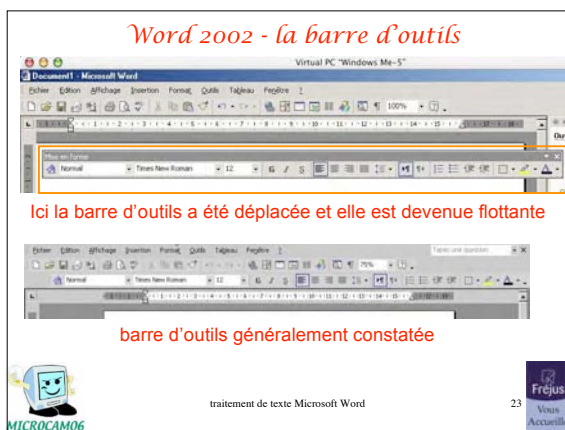 Word 2002 - la barre d'outils
Virtual PC "Windows Me-5"
Document1 - Microsoft Word
Fichier Edition Affichage Insertion Format Outils Tableau Fenêtre ?
100%
Mise en forme
Normal Times New Roman 12 G I S
Ici la barre d'outils a été déplacée et elle est devenue flottante
Fichier Edition Affichage Insertion Format Outils Tableau Fenêtre ? Tapez une question
75%
Normal Times New Roman 12 G I S
barre d'outils généralement constatée
MICROCAM06
traitement de texte Microsoft Word
23
Fréjus
Vous
Accueille